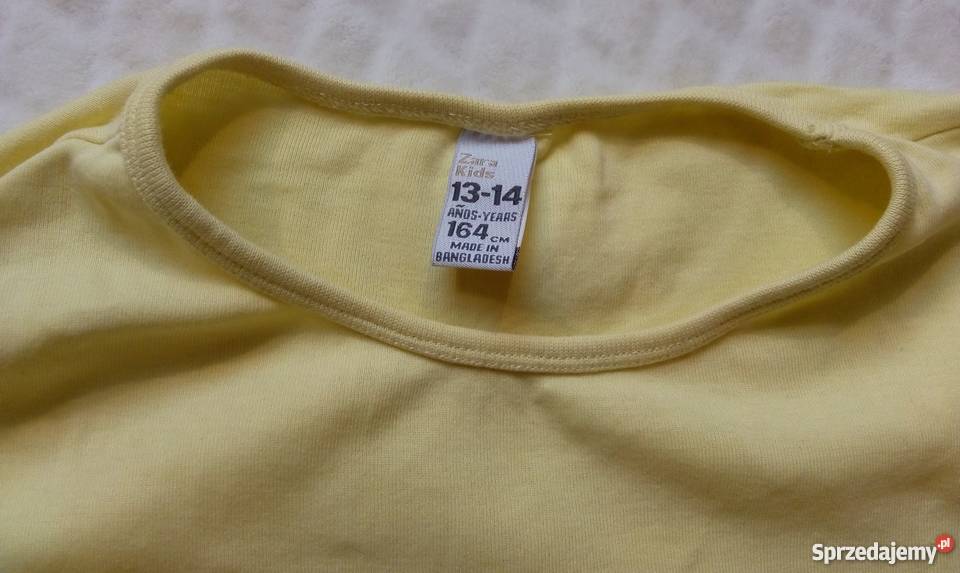 Zara
Kids
13-14
AÑOS-YEARS
164 CM
MADE IN
BANGLADESH
Sprzedajemy.pl